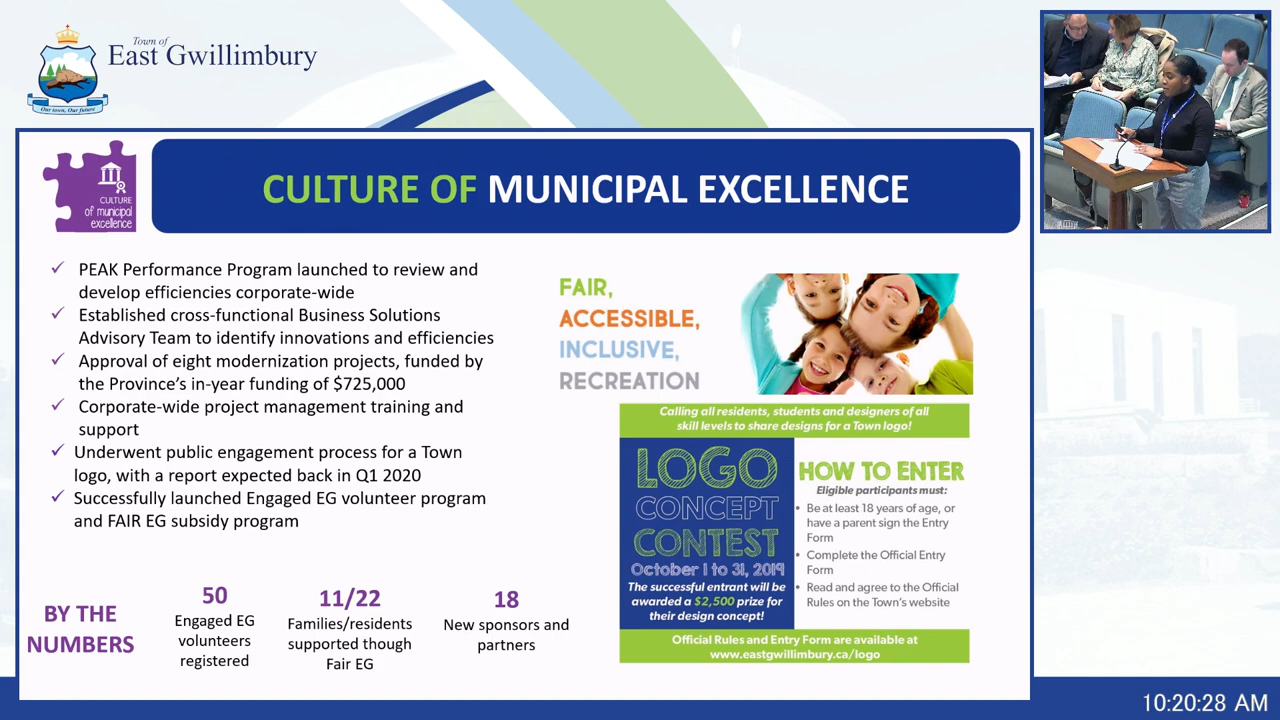 Town of
East Gwillimbury
Our town, Our future
CULTURE
of municipal
excellence
CULTURE OF MUNICIPAL EXCELLENCE
✓ PEAK Performance Program launched to review and
develop efficiencies corporate-wide
✓ Established cross-functional Business Solutions
Advisory Team to identify innovations and efficiencies
✓ Approval of eight modernization projects, funded by
the Province's in-year funding of $725,000
✓ Corporate-wide project management training and
support
✓ Underwent public engagement process for a Town
logo, with a report expected back in Q1 2020
✓ Successfully launched Engaged EG volunteer program
and FAIR EG subsidy program
BY THE
NUMBERS
50
Engaged EG
volunteers
registered
11/22
Families/residents
supported though
Fair EG
18
New sponsors and
partners
FAIR,
ACCESSIBLE,
INCLUSIVE,
RECREATION
Calling all residents, students and designers of all
skill levels to share designs for a Town logo!
LOGO
CONCEPT
CONTEST
October 1 to 31, 2019
The successful entrant will be
awarded a $2,500 prize for
their design concept!
HOW TO ENTER
Eligible participants must:
• Be at least 18 years of age, or
have a parent sign the Entry
Form
• Complete the Official Entry
Form
• Read and agree to the Official
Rules on the Town's website
Official Rules and Entry Form are available at
www.eastgwillimbury.ca/logo
10:20:28 AM